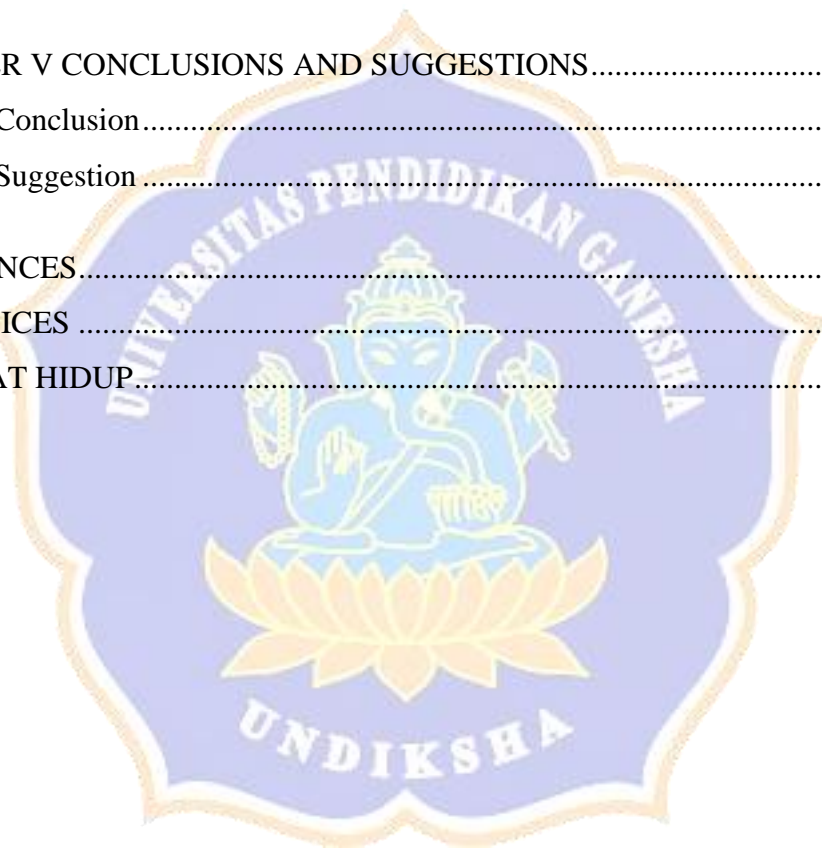 R V CONCLUSIONS AND SUGGESTIONS......................
Conclusion......................................................................................
Suggestion ......................................................................................
NCES..............................................................................................
ICES ..............................................................................................
AT HIDUP......................................................................................
UNIVERSITAS PENDIDIKAN GANESHA
UNDIKSHA